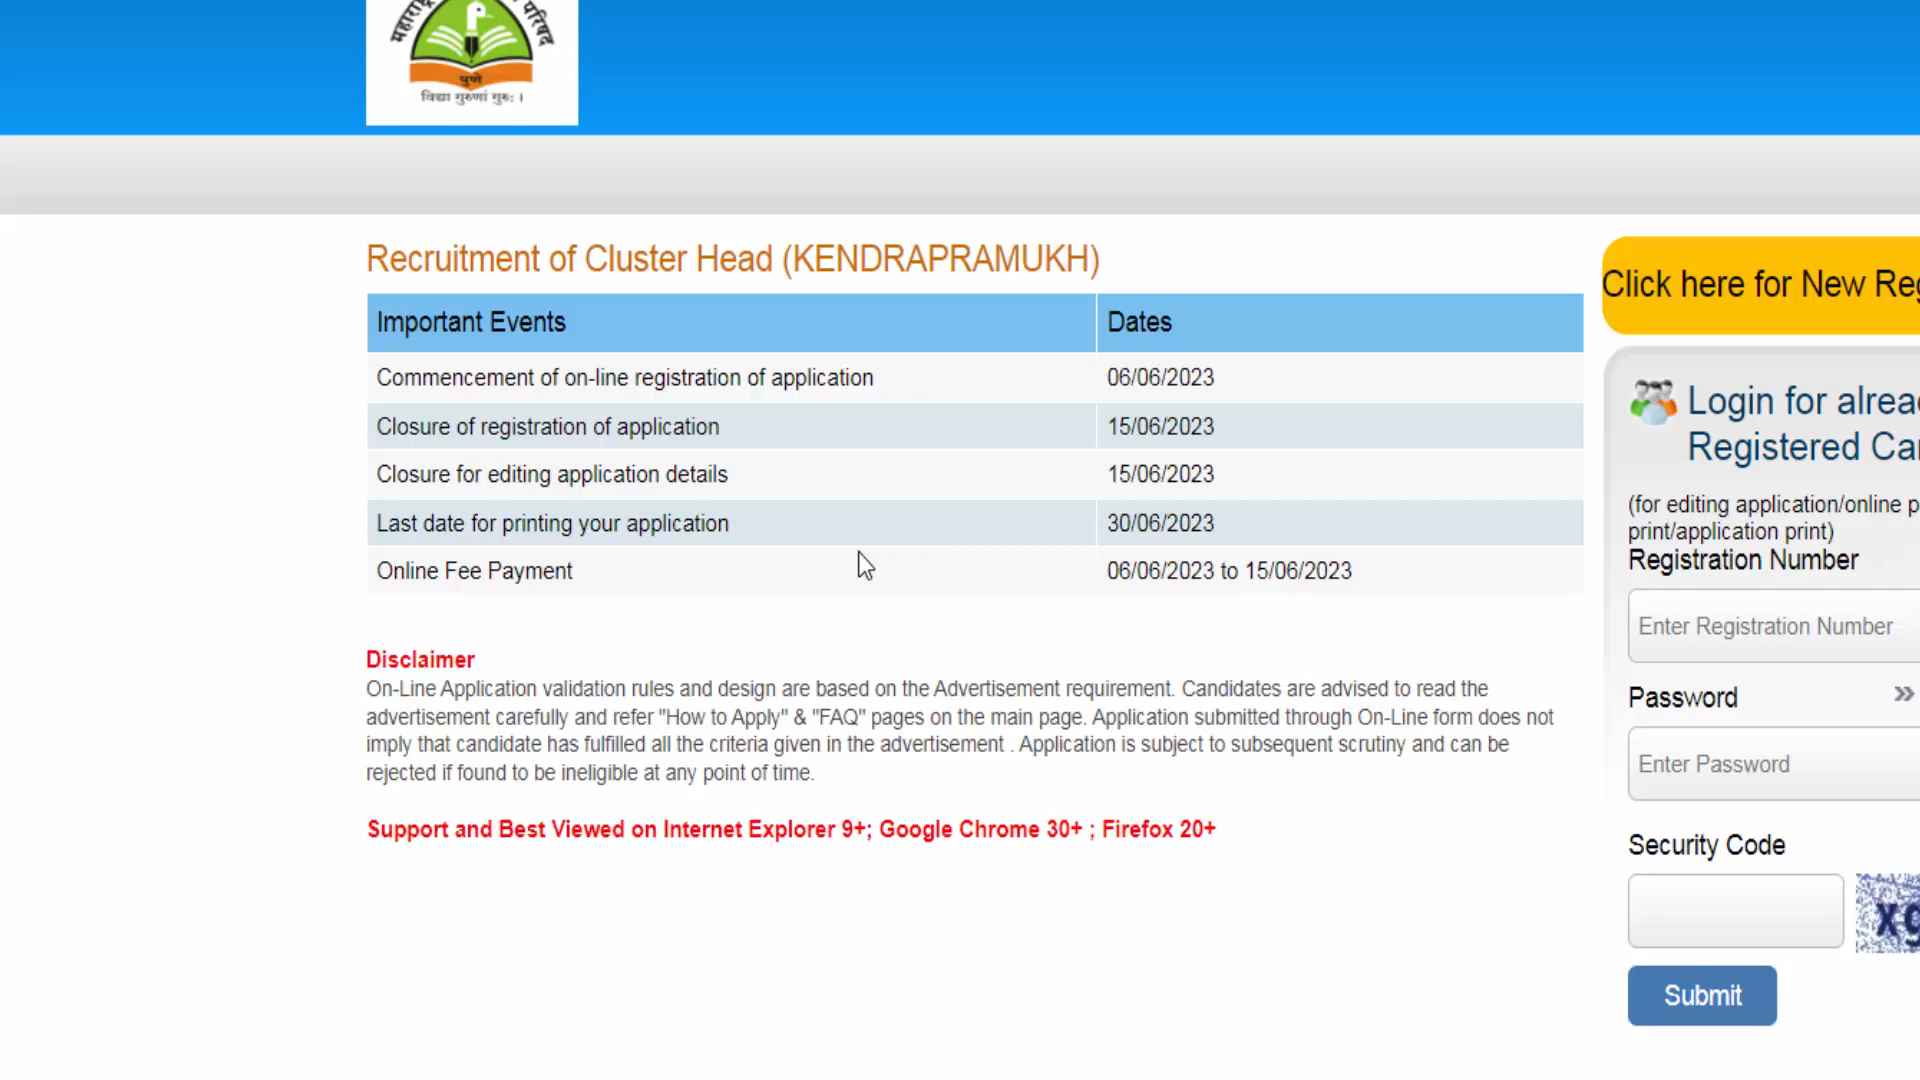 महाराष्ट्र
परिषद
पुणे
विद्या गुरुणां गुरुः ।
Recruitment of Cluster Head (KENDRAPRAMUKH)
Important Events Dates
Commencement of on-line registration of application 06/06/2023
Closure of registration of application 15/06/2023
Closure for editing application details 15/06/2023
Last date for printing your application 30/06/2023
Online Fee Payment 06/06/2023 to 15/06/2023
Disclaimer
On-Line Application validation rules and design are based on the Advertisement requirement. Candidates are advised to read the
advertisement carefully and refer "How to Apply" & "FAQ" pages on the main page. Application submitted through On-Line form does not
imply that candidate has fulfilled all the criteria given in the advertisement . Application is subject to subsequent scrutiny and can be
rejected if found to be ineligible at any point of time.
Support and Best Viewed on Internet Explorer 9+; Google Chrome 30+ ; Firefox 20+
Click here for New Reg
Login for alrea
Registered Ca
(for editing application/online p
print/application print)
Registration Number
Enter Registration Number
Password »
Enter Password
Security Code
xg
Submit